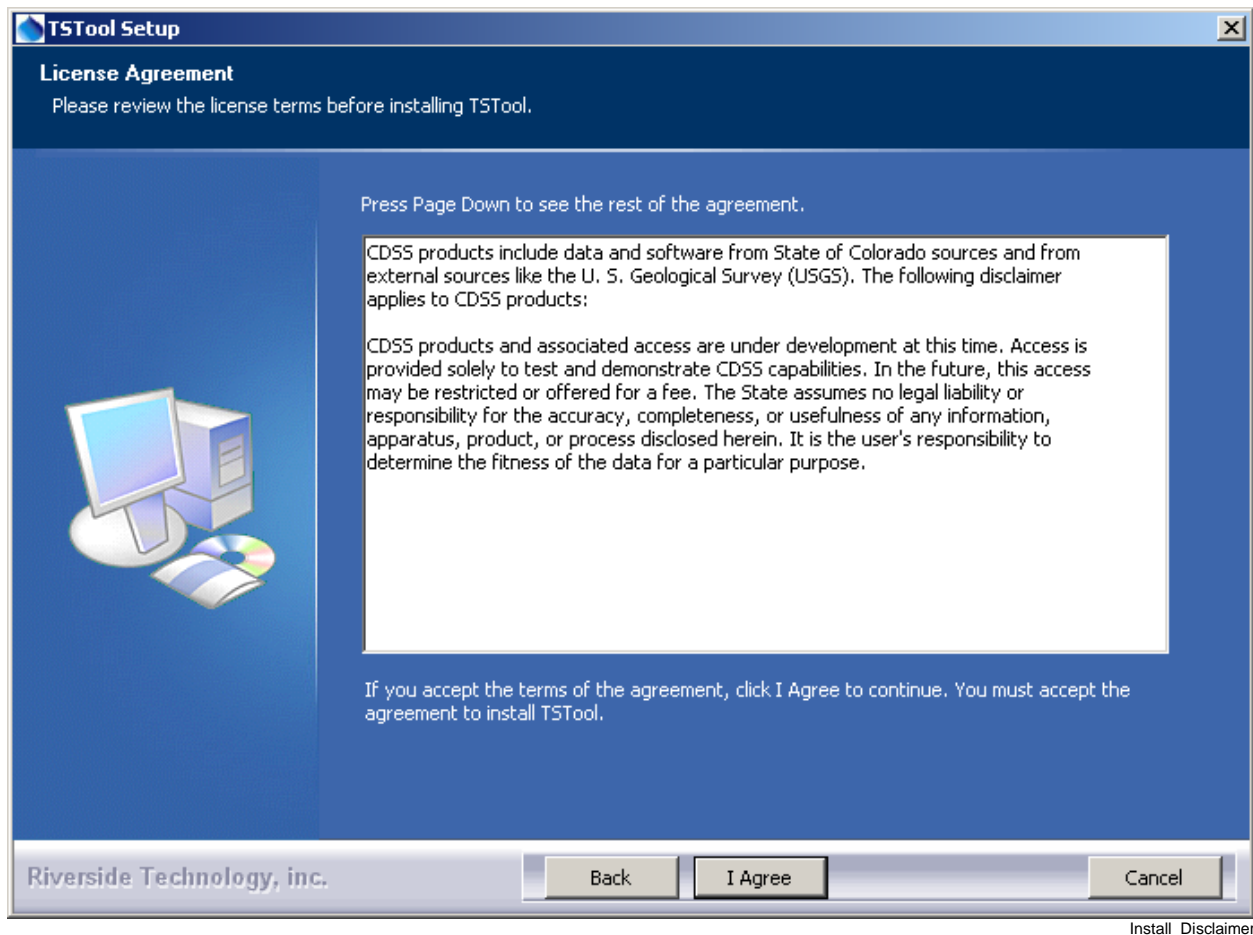 TSTool Setup
License Agreement
Please review the license terms before installing TSTool.
Press Page Down to see the rest of the agreement.
CDSS products include data and software from State of Colorado sources and from
external sources like the U. S. Geological Survey (USGS). The following disclaimer
applies to CDSS products:
CDSS products and associated access are under development at this time. Access is
provided solely to test and demonstrate CDSS capabilities. In the future, this access
may be restricted or offered for a fee. The State assumes no legal liability or
responsibility for the accuracy, completeness, or usefulness of any information,
apparatus, product, or process disclosed herein. It is the user's responsibility to
determine the fitness of the data for a particular purpose.
If you accept the terms of the agreement, click I Agree to continue. You must accept the
agreement to install TSTool.
Riverside Technology, inc.
Back
I Agree
Cancel
Install_Disclaimer